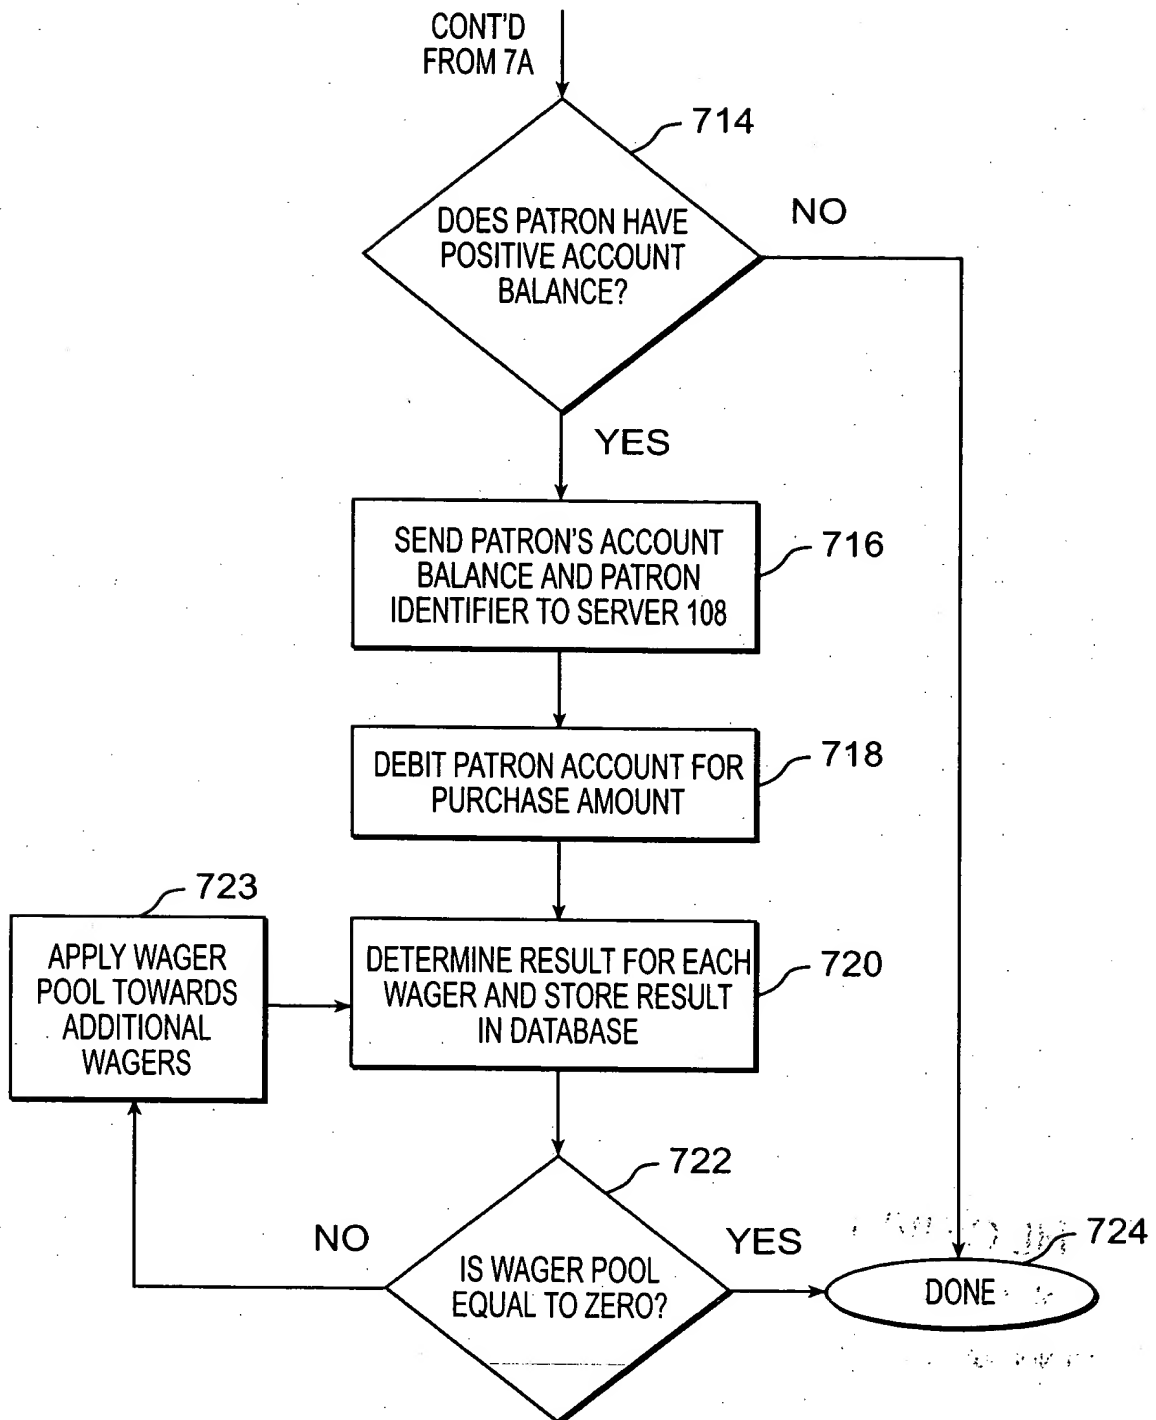 CONT'D
FROM 7A
714
DOES PATRON HAVE
POSITIVE ACCOUNT
BALANCE?
NO
YES
SEND PATRON'S ACCOUNT
BALANCE AND PATRON
IDENTIFIER TO SERVER 108
716
DEBIT PATRON ACCOUNT FOR
PURCHASE AMOUNT
718
723
APPLY WAGER
POOL TOWARDS
ADDITIONAL
WAGERS
DETERMINE RESULT FOR EACH
WAGER AND STORE RESULT
IN DATABASE
720
722
NO
IS WAGER POOL
EQUAL TO ZERO?
YES
724
DONE